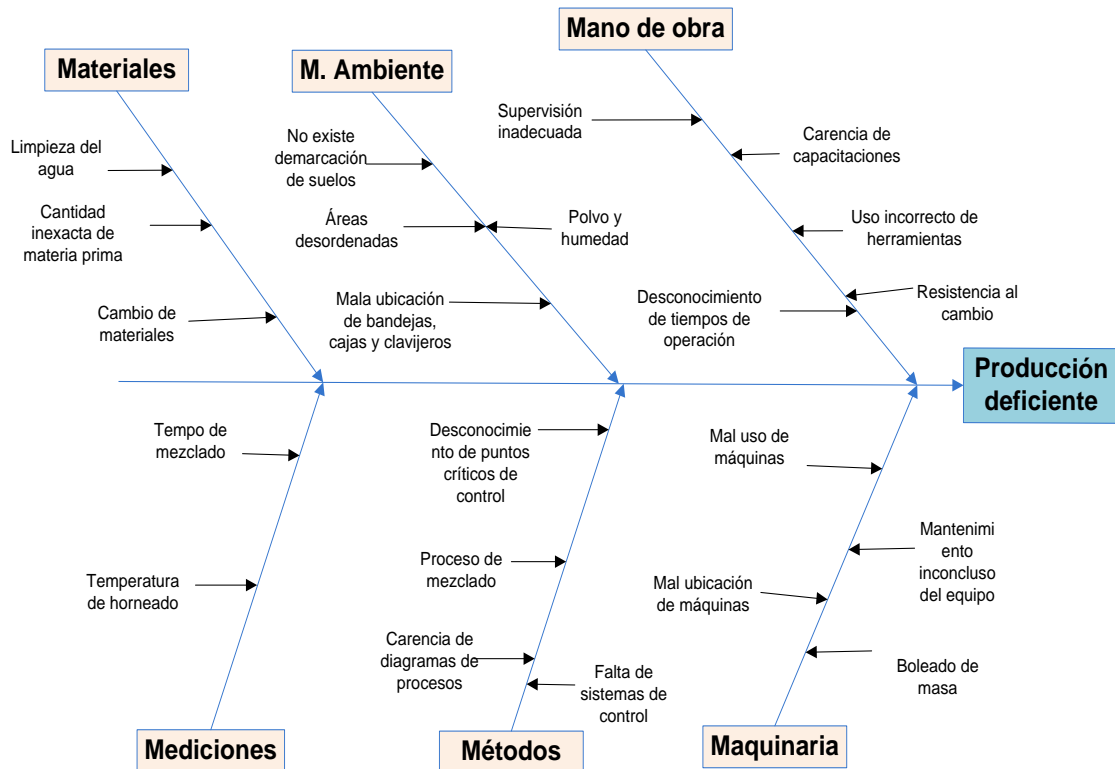 Mano de obra
Materiales
M. Ambiente
Supervisión
inadecuada
Carencia de
capacitaciones
No existe
demarcación
de suelos
Limpieza del
agua
Cantidad
inexacta de
materia prima
Áreas
desordenadas
Polvo y
humedad
Uso incorrecto de
herramientas
Cambio de
materiales
Mala ubicación
de bandejas,
cajas y clavijeros
Desconocimiento
de tiempos de
operación
Resistencia al
cambio
Producción
deficiente
Tempo de
mezclado
Desconocimie
nto de puntos
críticos de
control
Mal uso de
máquinas
Temperatura
de horneado
Proceso de
mezclado
Mantenimi
ento
inconcluso
del equipo
Mal ubicación
de máquinas
Carencia de
diagramas de
procesos
Falta de
sistemas de
control
Boleado de
masa
Mediciones
Métodos
Maquinaria